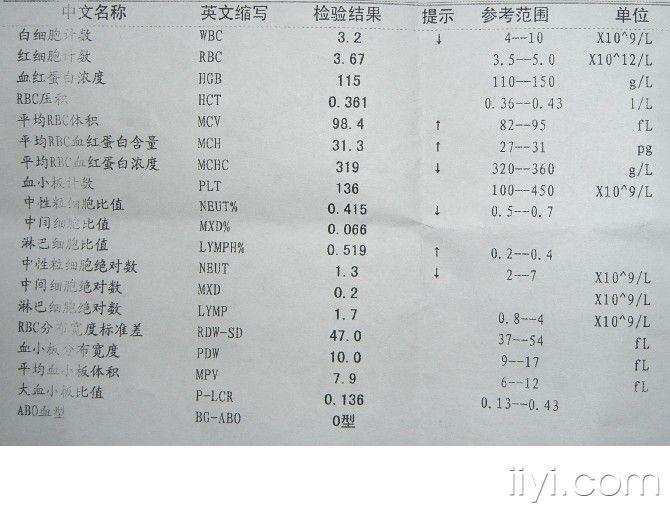 中文名称 英文缩写 检验结果 提示 参考范围 单位
白细胞计数 WBC 3.2 ↓ 4--10 X10^9/L
红细胞计数 RBC 3.67 3.5--5.0 X10^12/L
血红蛋白浓度 HGB 115 110--150 g/L
RBC压积 HCT 0.361 0.36--0.43 l/L
平均RBC体积 MCV 98.4 ↑ 82--95 fL
平均RBC血红蛋白含量 MCH 31.3 ↑ 27--31 pg
平均RBC血红蛋白浓度 MCHC 319 ↓ 320--360 g/L
血小板计数 PLT 136 100--450 X10^9/L
中性粒细胞比值 NEUT% 0.415 ↓ 0.5--0.7
中间细胞比值 MXD% 0.066
淋巴细胞比值 LYMPH% 0.519 ↑ 0.2--0.4
中性粒细胞绝对数 NEUT 1.3 ↓ 2--7 X10^9/L
中间细胞绝对数 MXD 0.2 X10^9/L
淋巴细胞绝对数 LYMP 1.7 0.8--4 X10^9/L
RBC分布宽度标准差 RDW-SD 47.0 37--54 fL
血小板分布宽度 PDW 10.0 9--17 fL
平均血小板体积 MPV 7.9 6--12 fL
大血小板比值 P-LCR 0.136 0.13--0.43
ABO血型 BG-ABO O型
iiyi.com